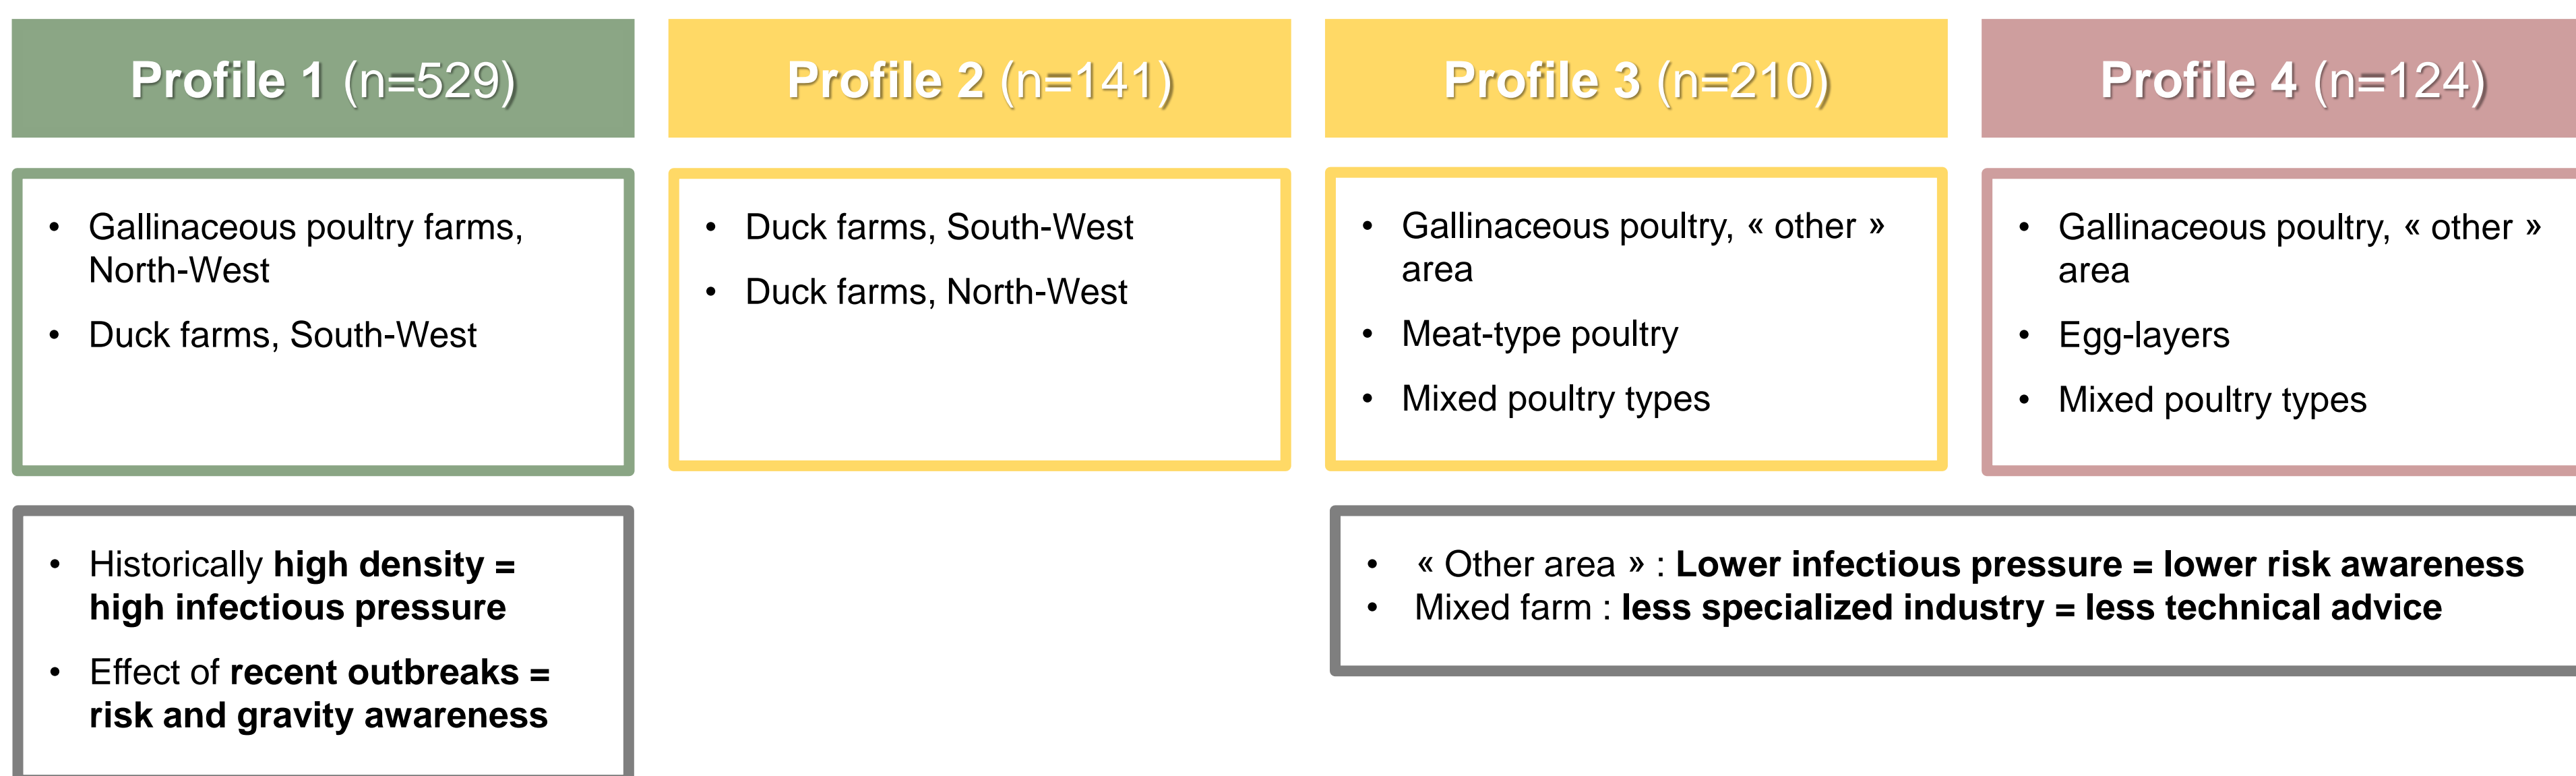 Profile 1 (n=529)
• Gallinaceous poultry farms,
North-West
• Duck farms, South-West
• Historically high density =
high infectious pressure
• Effect of recent outbreaks =
risk and gravity awareness
Profile 2 (n=141)
• Duck farms, South-West
• Duck farms, North-West
Profile 3 (n=210)
• Gallinaceous poultry, « other »
area
• Meat-type poultry
• Mixed poultry types
Profile 4 (n=124)
• Gallinaceous poultry, « other »
area
• Egg-layers
• Mixed poultry types
• « Other area » : Lower infectious pressure = lower risk awareness
• Mixed farm : less specialized industry = less technical advice